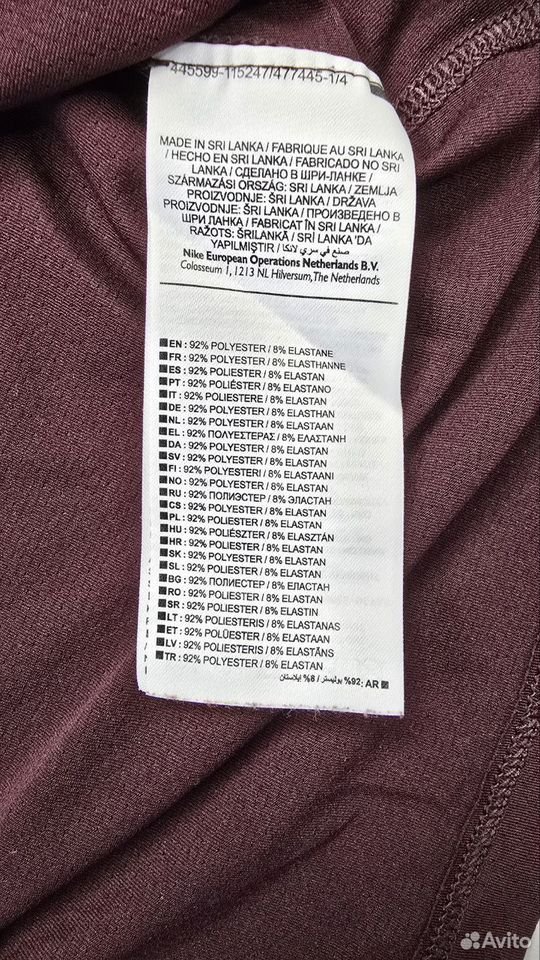 445599-115247/477445-1/4
MADE IN SRI LANKA / FABRIQUE AU SRI LANKA
/ HECHO EN SRI LANKA / FABRICADO NO SRI
LANKA / СДЕЛАНО В ШРИ-ЛАНКЕ /
SZÁRMAZÁSI ORSZÁG: SRI LANKA / ZEMLJA
PROIZVODNJE: ŠRI LANKA / DRŽAVA
PROIZVODNJE: ŠRI LANKA / ПРОИЗВЕДЕНО В
ШРИ ЛАНКА / FABRICAT ÎN SRI LANKA /
RAŽOTS: ŠRILANKĀ / SRİ LANKA 'DA
YAPILMIŞTIR / صنع في سري لانكا
Nike European Operations Netherlands B.V.
Colosseum 1, 1213 NL Hilversum, The Netherlands
EN : 92% POLYESTER / 8% ELASTANE
FR : 92% POLYESTER / 8% ELASTHANNE
ES : 92% POLIESTER / 8% ELASTAN
PT : 92% POLIÉSTER / 8% ELASTANO
IT : 92% POLIESTERE / 8% ELASTAN
DE : 92% POLYESTER / 8% ELASTHAN
NL : 92% POLYESTER / 8% ELASTAAN
EL : 92% ΠΟΛΥΕΣΤΕΡΑΣ / 8% ΕΛΑΣΤΑΝΗ
DA : 92% POLYESTER / 8% ELASTAN
SV : 92% POLYESTER / 8% ELASTAN
FI : 92% POLYESTERI / 8% ELASTAANI
NO : 92% POLYESTER / 8% ELASTAN
RU : 92% ПОЛИЭСТЕР / 8% ЭЛАСТАН
CS : 92% POLYESTER / 8% ELASTAN
PL : 92% POLIESTER / 8% ELASTAN
HU : 92% POLIÉSZTER / 8% ELASZTÁN
HR : 92% POLIESTER / 8% ELASTAN
SK : 92% POLYESTER / 8% ELASTAN
SL : 92% POLIESTER / 8% ELASTAN
BG : 92% ПОЛИЕСТЕР / 8% ЕЛАСТАН
RO : 92% POLIESTER / 8% ELASTAN
SR : 92% POLIESTER / 8% ELASTIN
LT : 92% POLIESTERIS / 8% ELASTANAS
ET : 92% POLÜESTER / 8% ELASTAAN
LV : 92% POLIESTERIS / 8% ELASTĀNS
TR : 92% POLYESTER / 8% ELASTAN
AR :92% بوليستر / 8% إيلاستان
Avito